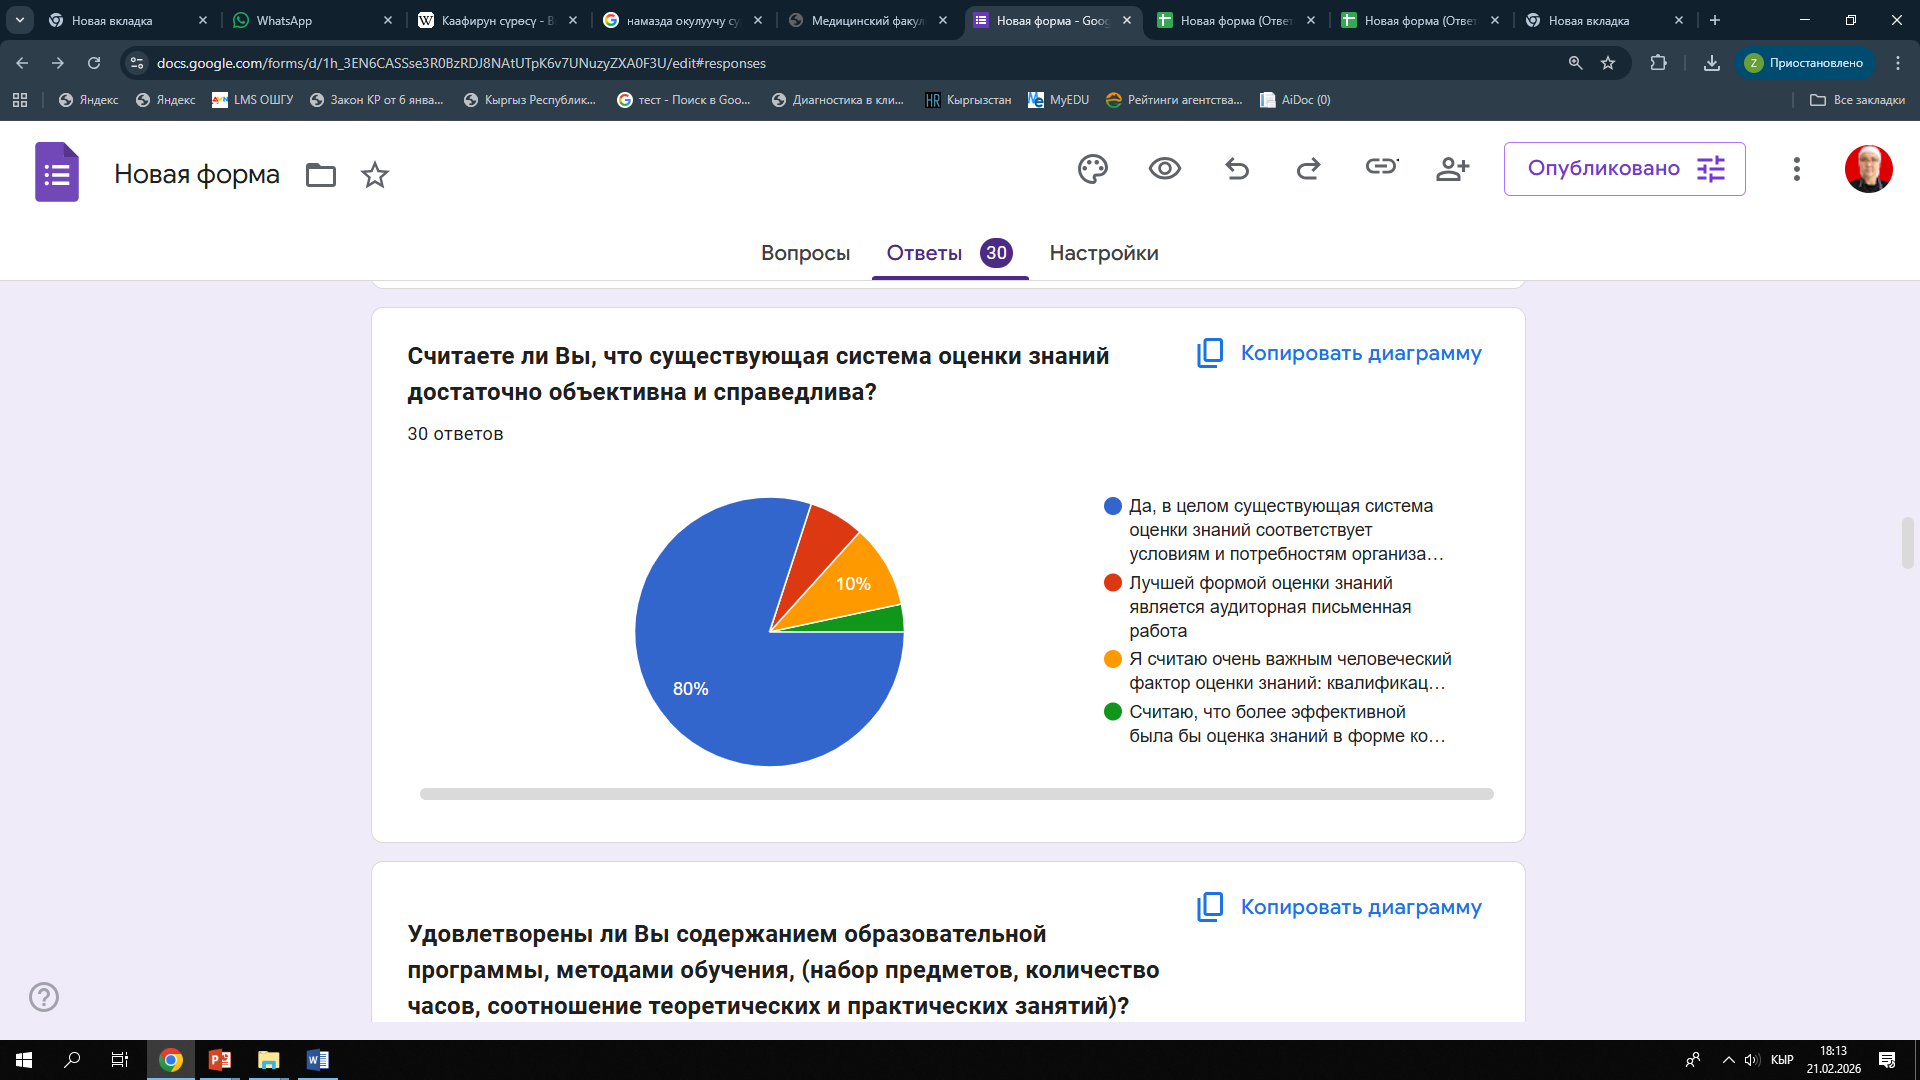 Новая вкладка
WhatsApp
Каафирун сүрөсү - В
намазда окулуучу су
Медицинский факул
Новая форма - Goog
Новая форма (Ответ
Новая форма (Ответ
Новая вкладка
docs.google.com/forms/d/1h_3EN6CASSse3R0BzRDJ8NAtUTpK6v7UNuzyZXA0F3U/edit#responses
Z
Приостановлено
Яндекс
Яндекс
LMS ОШГУ
Закон КР от 6 янва...
Кыргыз Республик...
тест - Поиск в Goo...
Диагностика в кли...
Кыргызстан
MyEDU
Рейтинги агентства...
AiDoc (0)
Все закладки
Новая форма
Опубликовано
Вопросы
Ответы 30
Настройки
Считаете ли Вы, что существующая система оценки знаний
достаточно объективна и справедлива?
Копировать диаграмму
30 ответов
10%
80%
Да, в целом существующая система
оценки знаний соответствует
условиям и потребностям организа…
Лучшей формой оценки знаний
является аудиторная письменная
работа
Я считаю очень важным человеческий
фактор оценки знаний: квалификац…
Считаю, что более эффективной
была бы оценка знаний в форме ко…
Копировать диаграмму
Удовлетворены ли Вы содержанием образовательной
программы, методами обучения, (набор предметов, количество
часов, соотношение теоретических и практических занятий)?
КЫР
18:13
21.02.2026